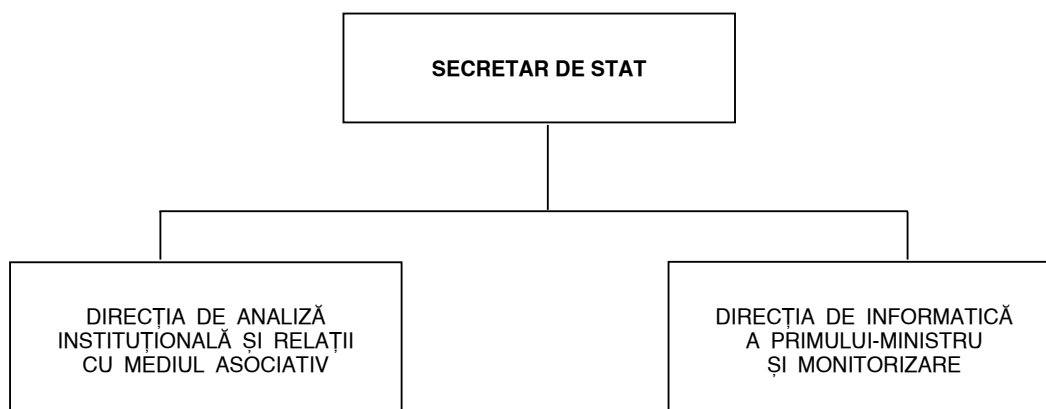 SECRETAR DE STAT
DIRECȚIA DE ANALIZĂ
INSTITUȚIONALĂ ȘI RELAȚII
CU MEDIUL ASOCIATIV
DIRECȚIA DE INFORMATICĂ
A PRIMULUI-MINISTRU
ȘI MONITORIZARE